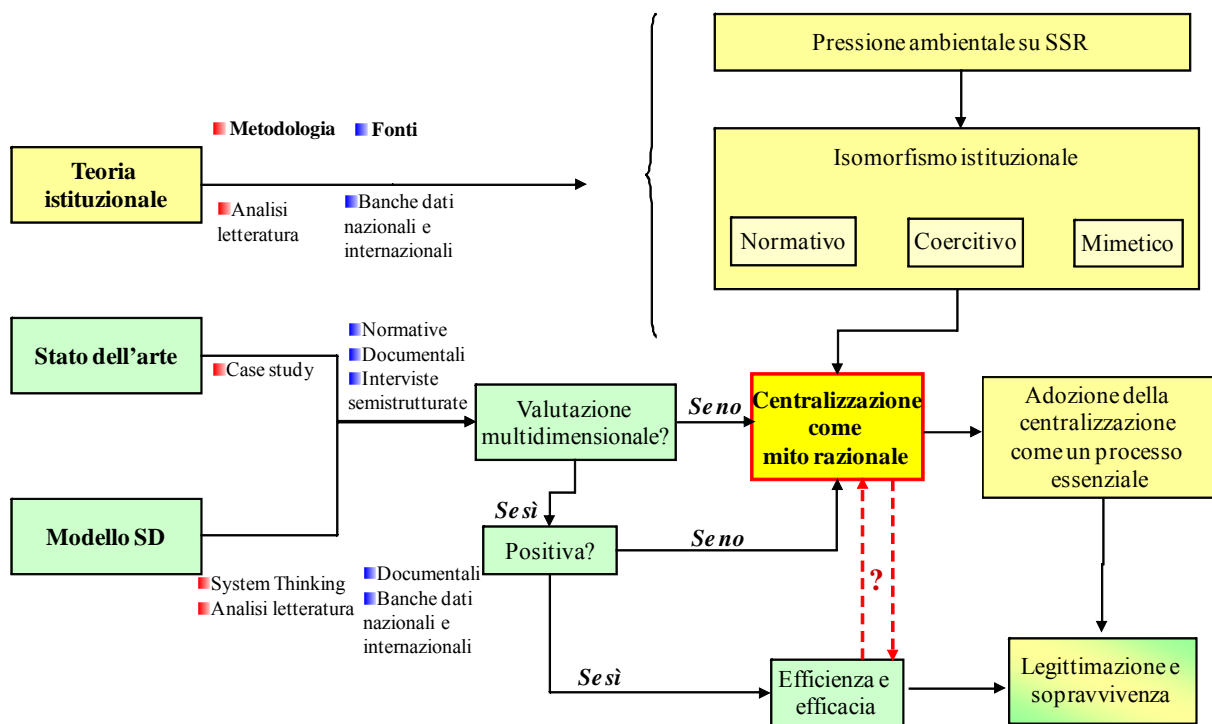 Pressione ambientale su SSR
Metodologia
Fonti
Teoria
istituzionale
Analisi
letteratura
Banche dati
nazionali e
internazionali
Isomorfismo istituzionale
Normativo
Coercitivo
Mimetico
Stato dell'arte
Case study
Normative
Documentali
Interviste
semistrutturate
Valutazione
multidimensionale?
Se no
Centralizzazione
come
mito razionale
Adozione della
centralizzazione
come un processo
essenziale
Modello SD
Se sì
Positiva?
Se no
System Thinking
Analisi letteratura
Documentali
Banche dati
nazionali e
internazionali
?
Se sì
Efficienza e
efficacia
Legittimazione e
sopravvivenza